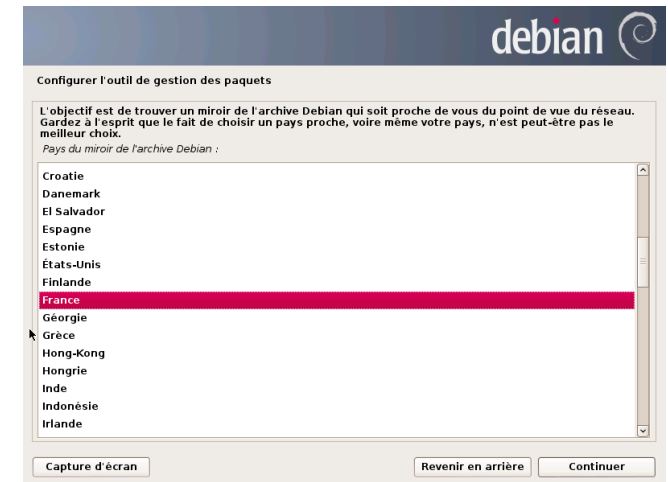 debian
Configurer l'outil de gestion des paquets
L'objectif est de trouver un miroir de l'archive Debian qui soit proche de vous du point de vue du réseau.
Gardez à l'esprit que le fait de choisir un pays proche, voire même votre pays, n'est peut-être pas le
meilleur choix.
Pays du miroir de l'archive Debian :
Croatie
Danemark
El Salvador
Espagne
Estonie
États-Unis
Finlande
France
Géorgie
Grèce
Hong-Kong
Hongrie
Inde
Indonésie
Irlande
Capture d'écran
Revenir en arrière
Continuer